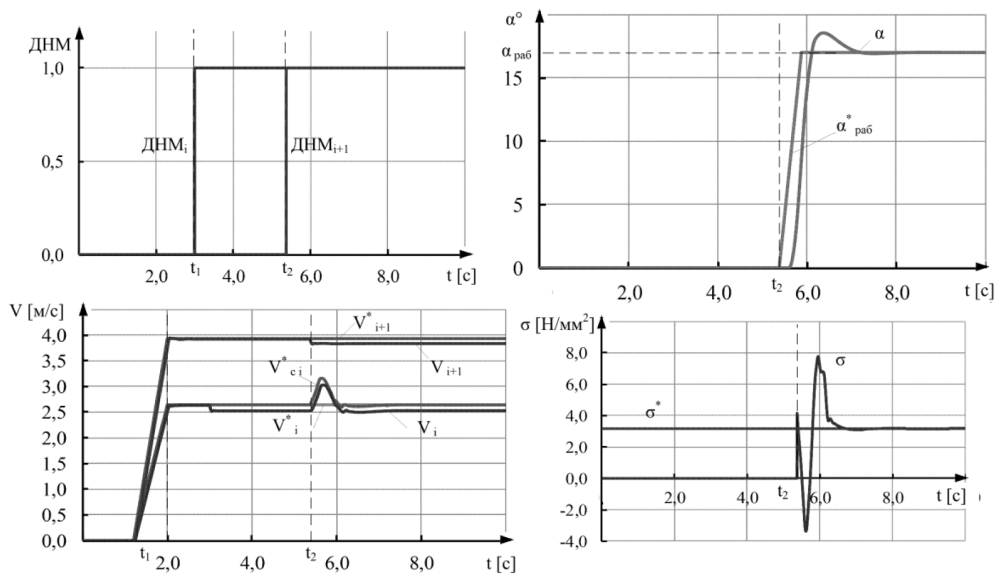 ДНМ
1,0
ДНМi
ДНМi+1
0,5
0,0
2,0
t1
4,0
t2
6,0
8,0
t [с]
α°
α раб
15
10
5
0
α
α* раб
2,0
4,0
t2
6,0
8,0
t [с]
V [м/с]
4,0
3,5
3,0
2,5
2,0
1,5
1,0
0,5
0,0
V* i+1
V i+1
V* c i
V* i
V i
t1
2,0
4,0
t2
6,0
8,0
t [с]
σ [Н/мм2]
8,0
6,0
4,0
2,0
0,0
-2,0
-4,0
σ
σ*
2,0
4,0
t2
6,0
8,0
t [с]